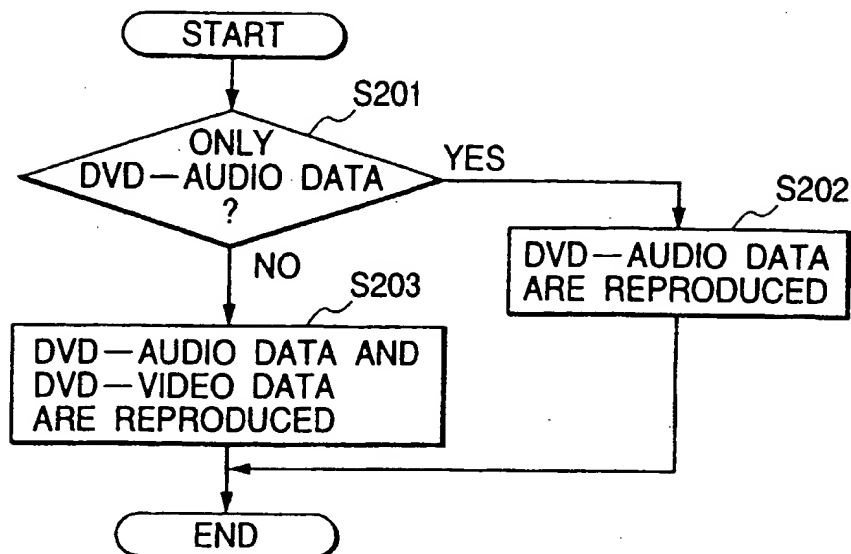 START
S201
ONLY
DVD—AUDIO DATA
?
YES
S202
DVD—AUDIO DATA
ARE REPRODUCED
NO
S203
DVD—AUDIO DATA AND
DVD—VIDEO DATA
ARE REPRODUCED
END